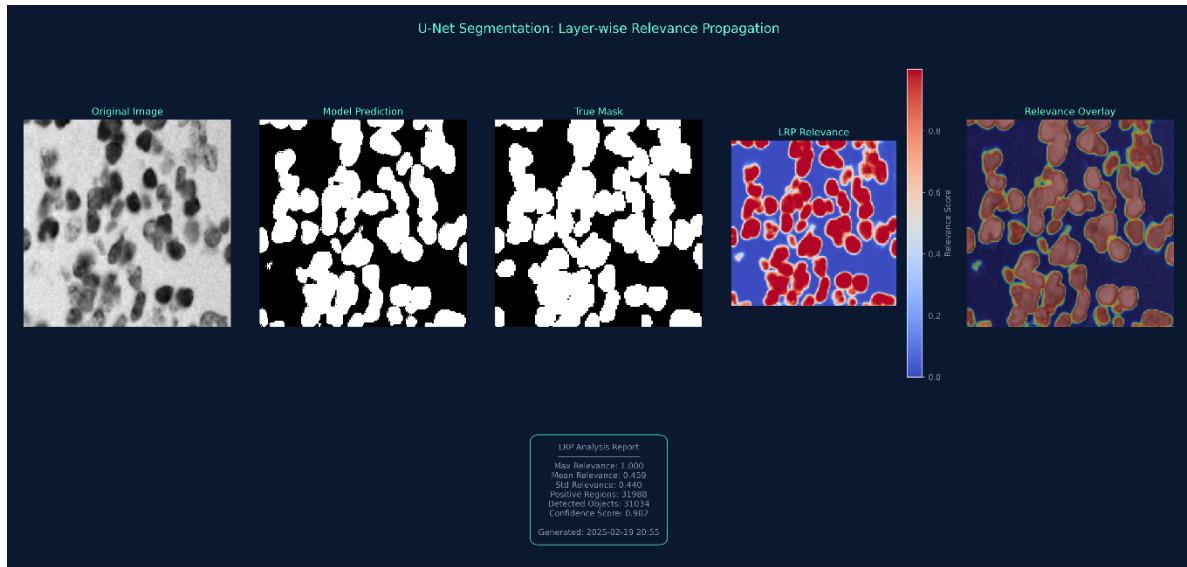 U-Net Segmentation: Layer-wise Relevance Propagation
Original Image
Model Prediction
True Mask
LRP Relevance
Relevance Overlay
0.8
0.6
0.4
0.2
0.0
Relevance Score
LRP Analysis Report
Max Relevance: 1.000
Mean Relevance: 0.459
Std Relevance: 0.440
Positive Regions: 31988
Detected Objects: 31034
Confidence Score: 0.902
Generated: 2025-02-19 20:55